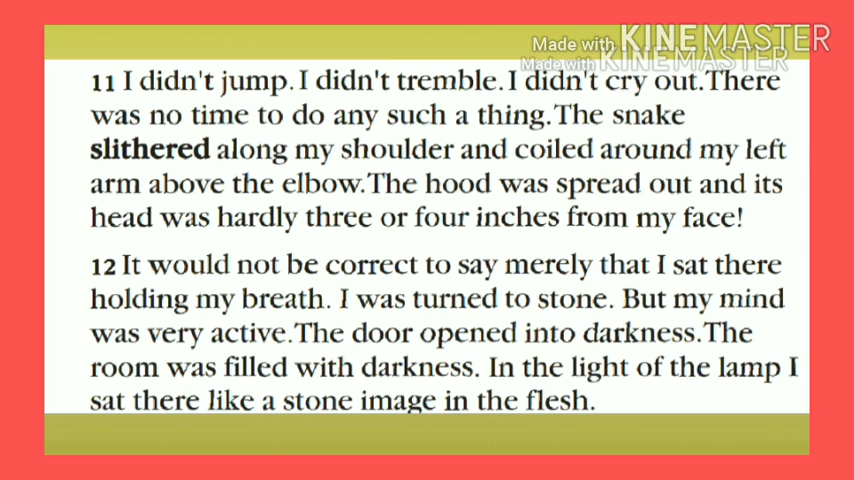 Made with KINEMASTER
Made with KINEMASTER
11 I didn't jump. I didn't tremble. I didn't cry out.There
was no time to do any such a thing.The snake
slithered along my shoulder and coiled around my left
arm above the elbow.The hood was spread out and its
head was hardly three or four inches from my face!
12 It would not be correct to say merely that I sat there
holding my breath. I was turned to stone. But my mind
was very active.The door opened into darkness.The
room was filled with darkness. In the light of the lamp I
sat there like a stone image in the flesh.